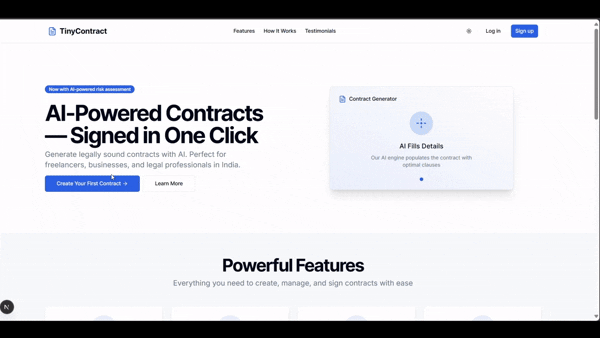 TinyContract
Features How It Works Testimonials
Log in Sign up
Now with AI-powered risk assessment
AI-Powered Contracts
— Signed in One Click
Generate legally sound contracts with AI. Perfect for
freelancers, businesses, and legal professionals in India.
Create Your First Contract →
Learn More
Contract Generator
AI Fills Details
Our AI engine populates the contract with
optimal clauses.
Powerful Features
Everything you need to create, manage, and sign contracts with ease
N